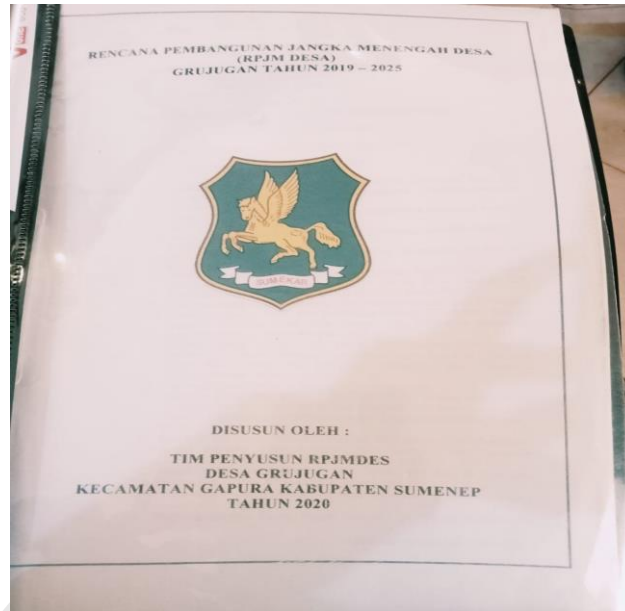 RENCANA PEMBANGUNAN JANGKA MENENGAH DESA
(RPJM DESA)
GRUJUGAN TAHUN 2019 – 2025
SUMEKAR
DISUSUN OLEH :
TIM PENYUSUN RPJMDES
DESA GRUJUGAN
KECAMATAN GAPURA KABUPATEN SUMENEP
TAHUN 2020